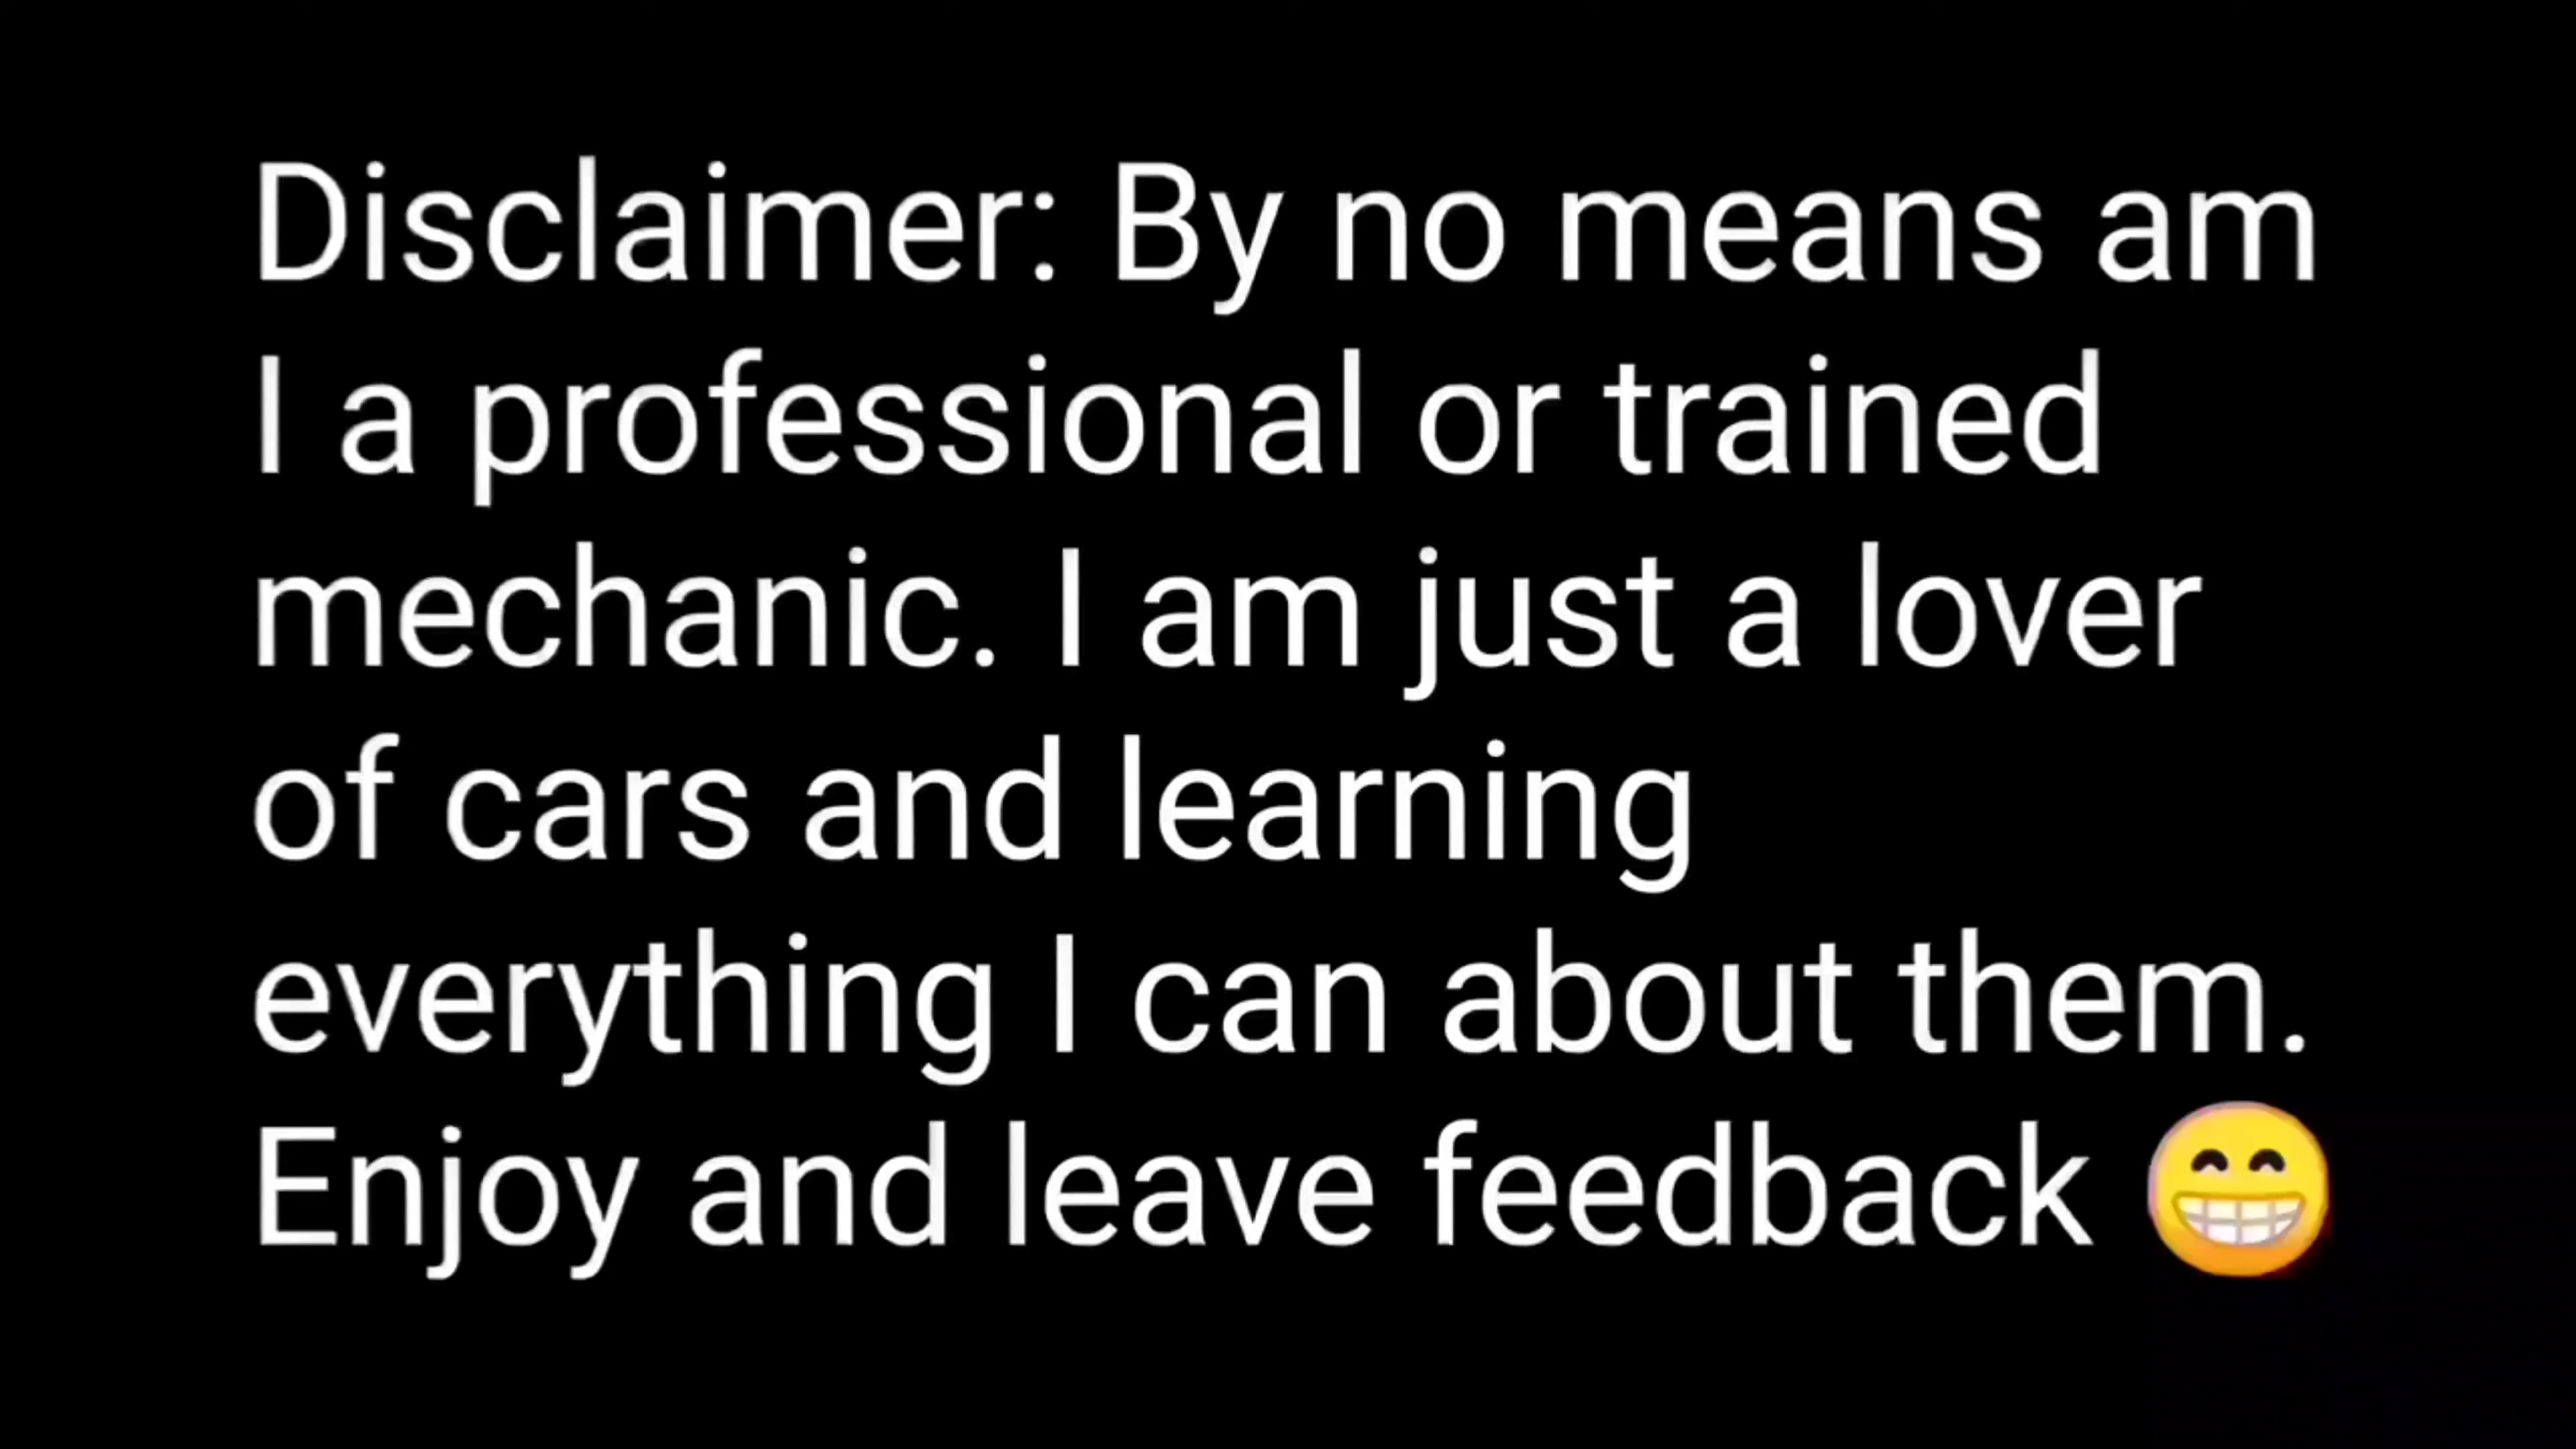 Disclaimer: By no means am
I a professional or trained
mechanic. I am just a lover
of cars and learning
everything I can about them.
Enjoy and leave feedback 😁